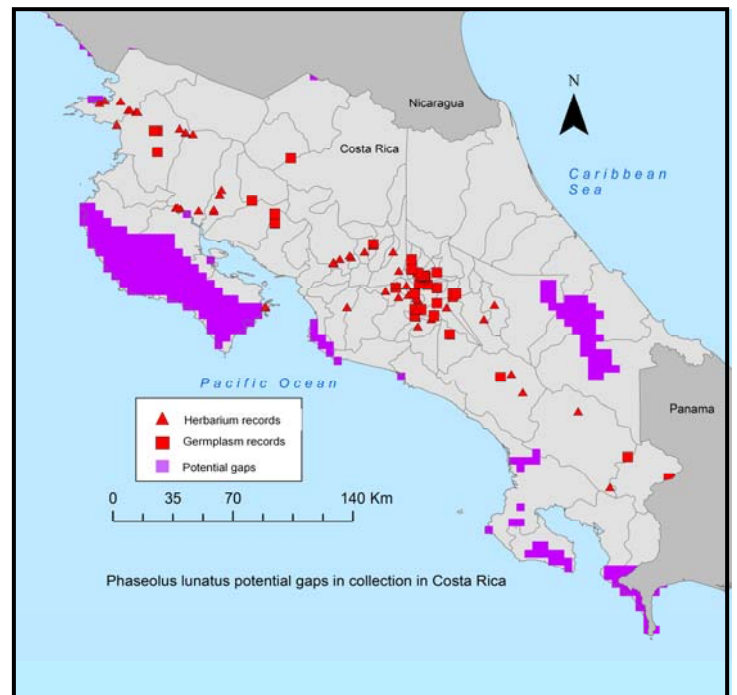 N
Nicaragua
Costa Rica
Caribbean
Sea
Pacific Ocean
Panama
Herbarium records
Germplasm records
Potential gaps
0 35 70 140 Km
Phaseolus lunatus potential gaps in collection in Costa Rica